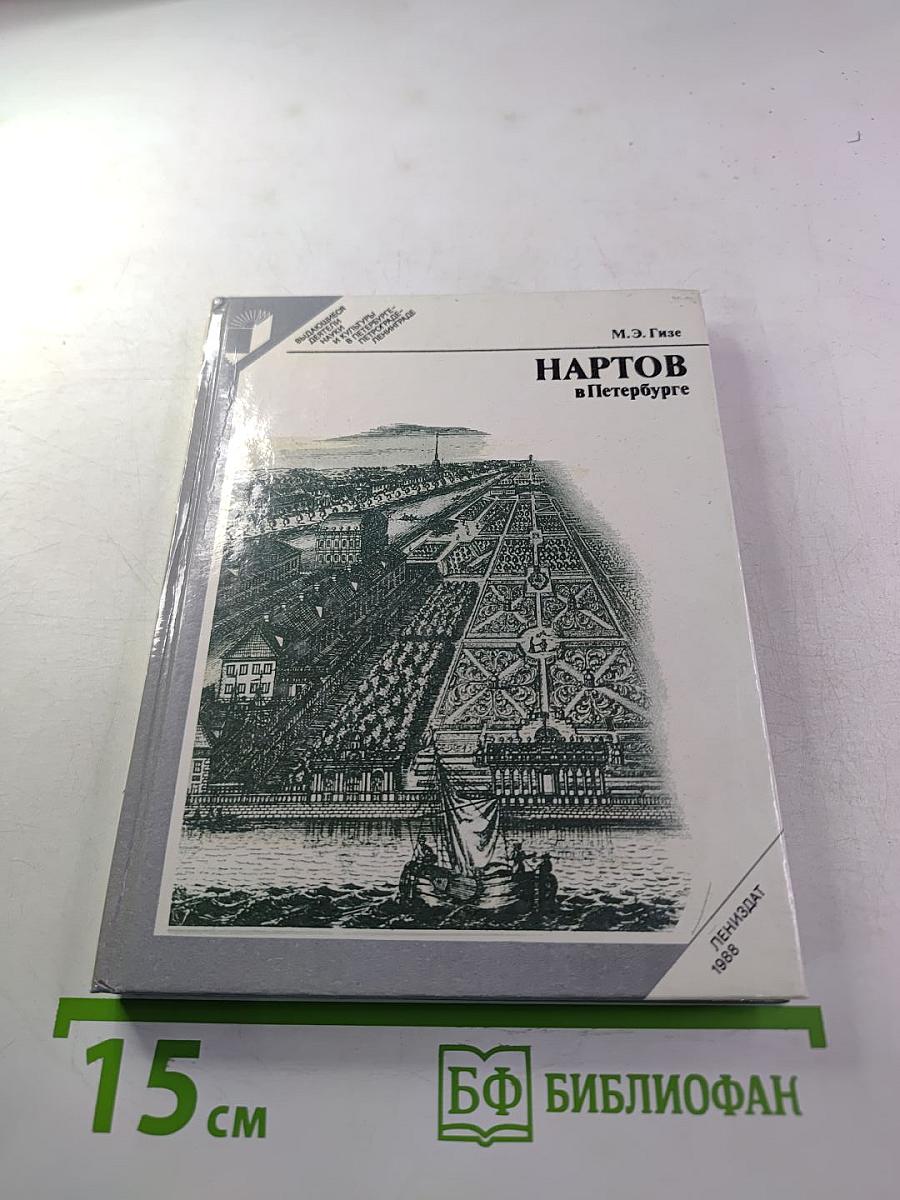 ВЫДАЮЩИЕСЯ
ДЕЯТЕЛИ
НАУКИ
И КУЛЬТУРЫ
В ПЕТЕРБУРГЕ-
ПЕТРОГРАДЕ-
ЛЕНИНГРАДЕ
М.Э.Гизе
НАРТОВ
в Петербурге
ЛЕНИЗДАТ
1988
15 см
БФ БИБЛИОФАН